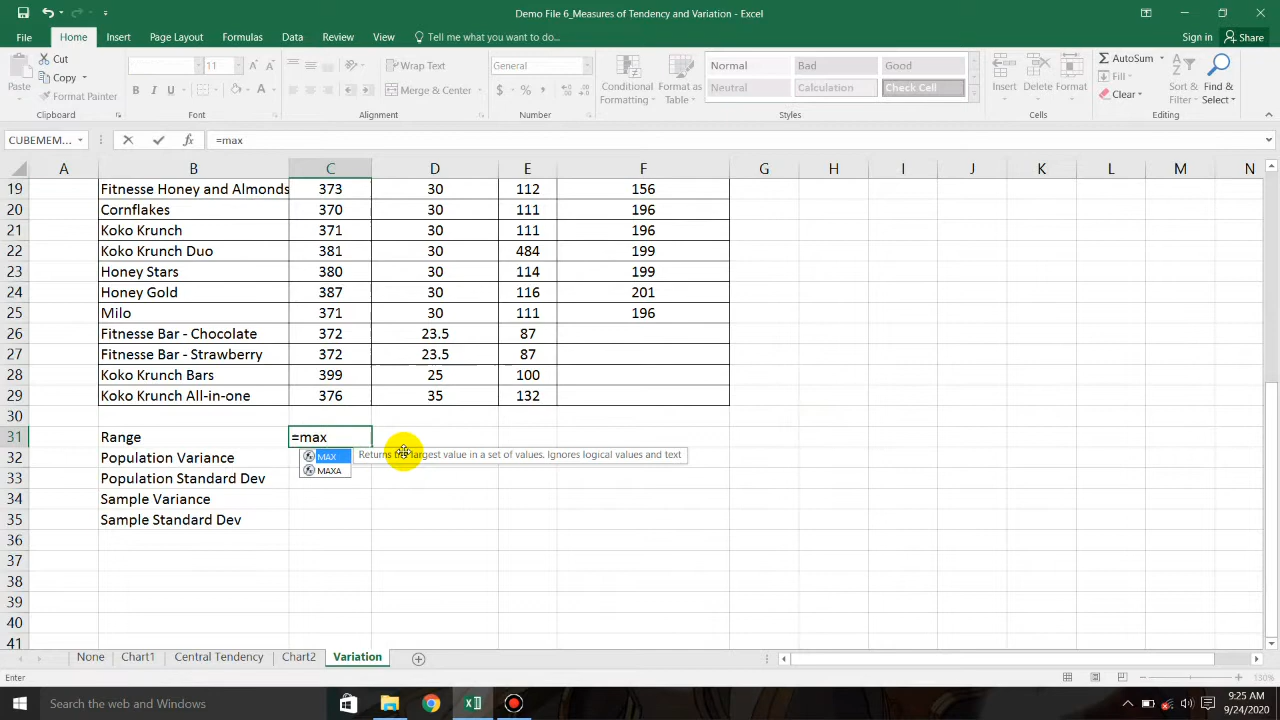 Demo File 6_Measures of Tendency and Variation - Excel
File Home Insert Page Layout Formulas Data Review View Tell me what you want to do... Sign in Share
Paste Cut Copy Format Painter Clipboard
11 B I U Font
Wrap Text Merge & Center Alignment
General $ % , Number
Conditional Formatting Format as Table Normal Bad Good Neutral Calculation Check Cell Styles
Insert Delete Format Cells
AutoSum Fill Clear Sort & Filter Find & Select Editing
CUBEMEM... fx =max
A B C D E F G H I J K L M N
19 Fitnesse Honey and Almonds 373 30 112 156
20 Cornflakes 370 30 111 196
21 Koko Krunch 371 30 111 196
22 Koko Krunch Duo 381 30 484 199
23 Honey Stars 380 30 114 199
24 Honey Gold 387 30 116 201
25 Milo 371 30 111 196
26 Fitnesse Bar - Chocolate 372 23.5 87
27 Fitnesse Bar - Strawberry 372 23.5 87
28 Koko Krunch Bars 399 25 100
29 Koko Krunch All-in-one 376 35 132
30
31 Range =max
MAX Returns the largest value in a set of values. Ignores logical values and text
MAXA
32 Population Variance
33 Population Standard Dev
34 Sample Variance
35 Sample Standard Dev
36
37
38
39
40
41
None Chart1 Central Tendency Chart2 Variation
Enter 130%
Search the web and Windows
9:25 AM
9/24/2020